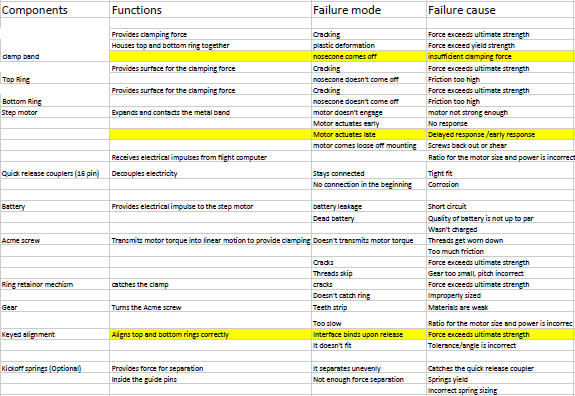 Components Functions Failure mode Failure cause
Provides clamping force Cracking Force exceeds ultimate strength
Houses top and bottom ring together plastic deformation Force exceed yield strength
clamp band nosecone comes off insufficient clamping force
Provides surface for the clamping force Cracking Force exceeds ultimate strength
Top Ring nosecone doesn't come off Friction too high
Provides surface for the clamping force Cracking Force exceeds ultimate strength
Bottom Ring nosecone doesn't come off Friction too high
Step motor Expands and contacts the metal band motor doesn't engage motor not strong enough
Motor actuates early No response
Motor actuates late Delayed response /early response
motor comes loose off mounting Screws back out or shear
Receives electrical impulses from flight computer Ratio for the motor size and power is incorrect
Quick release couplers (16 pin) Decouples electricity Stays connected Tight fit
No connection in the beginning Corrosion
Battery Provides electrical impulse to the step motor battery leakage Short circuit
Dead battery Quality of battery is not up to par
Wasn't charged
Acme screw Transmits motor torque into linear motion to provide clamping Doesn't transmits motor torque Threads get worn down
Too much friction
Cracks Force exceeds ultimate strength
Threads skip Gear too small, pitch incorrect
Ring retainor mechism catches the clamp cracks Force exceeds ultimate strength
Doesn't catch ring Improperly sized
Gear Turns the Acme screw Teeth strip Materials are weak
Too slow Ratio for the motor size and power is incorrec
Keyed alignment Aligns top and bottom rings correctly Interface binds upon release Force exceeds ultimate strength
It doesn't fit Tolerance/angle is incorrect
Kickoff springs (Optional) Provides force for separation It separates unevenly Catches the quick release coupler
Inside the guide pins Not enough force separation Springs yield
Incorrect spring sizing